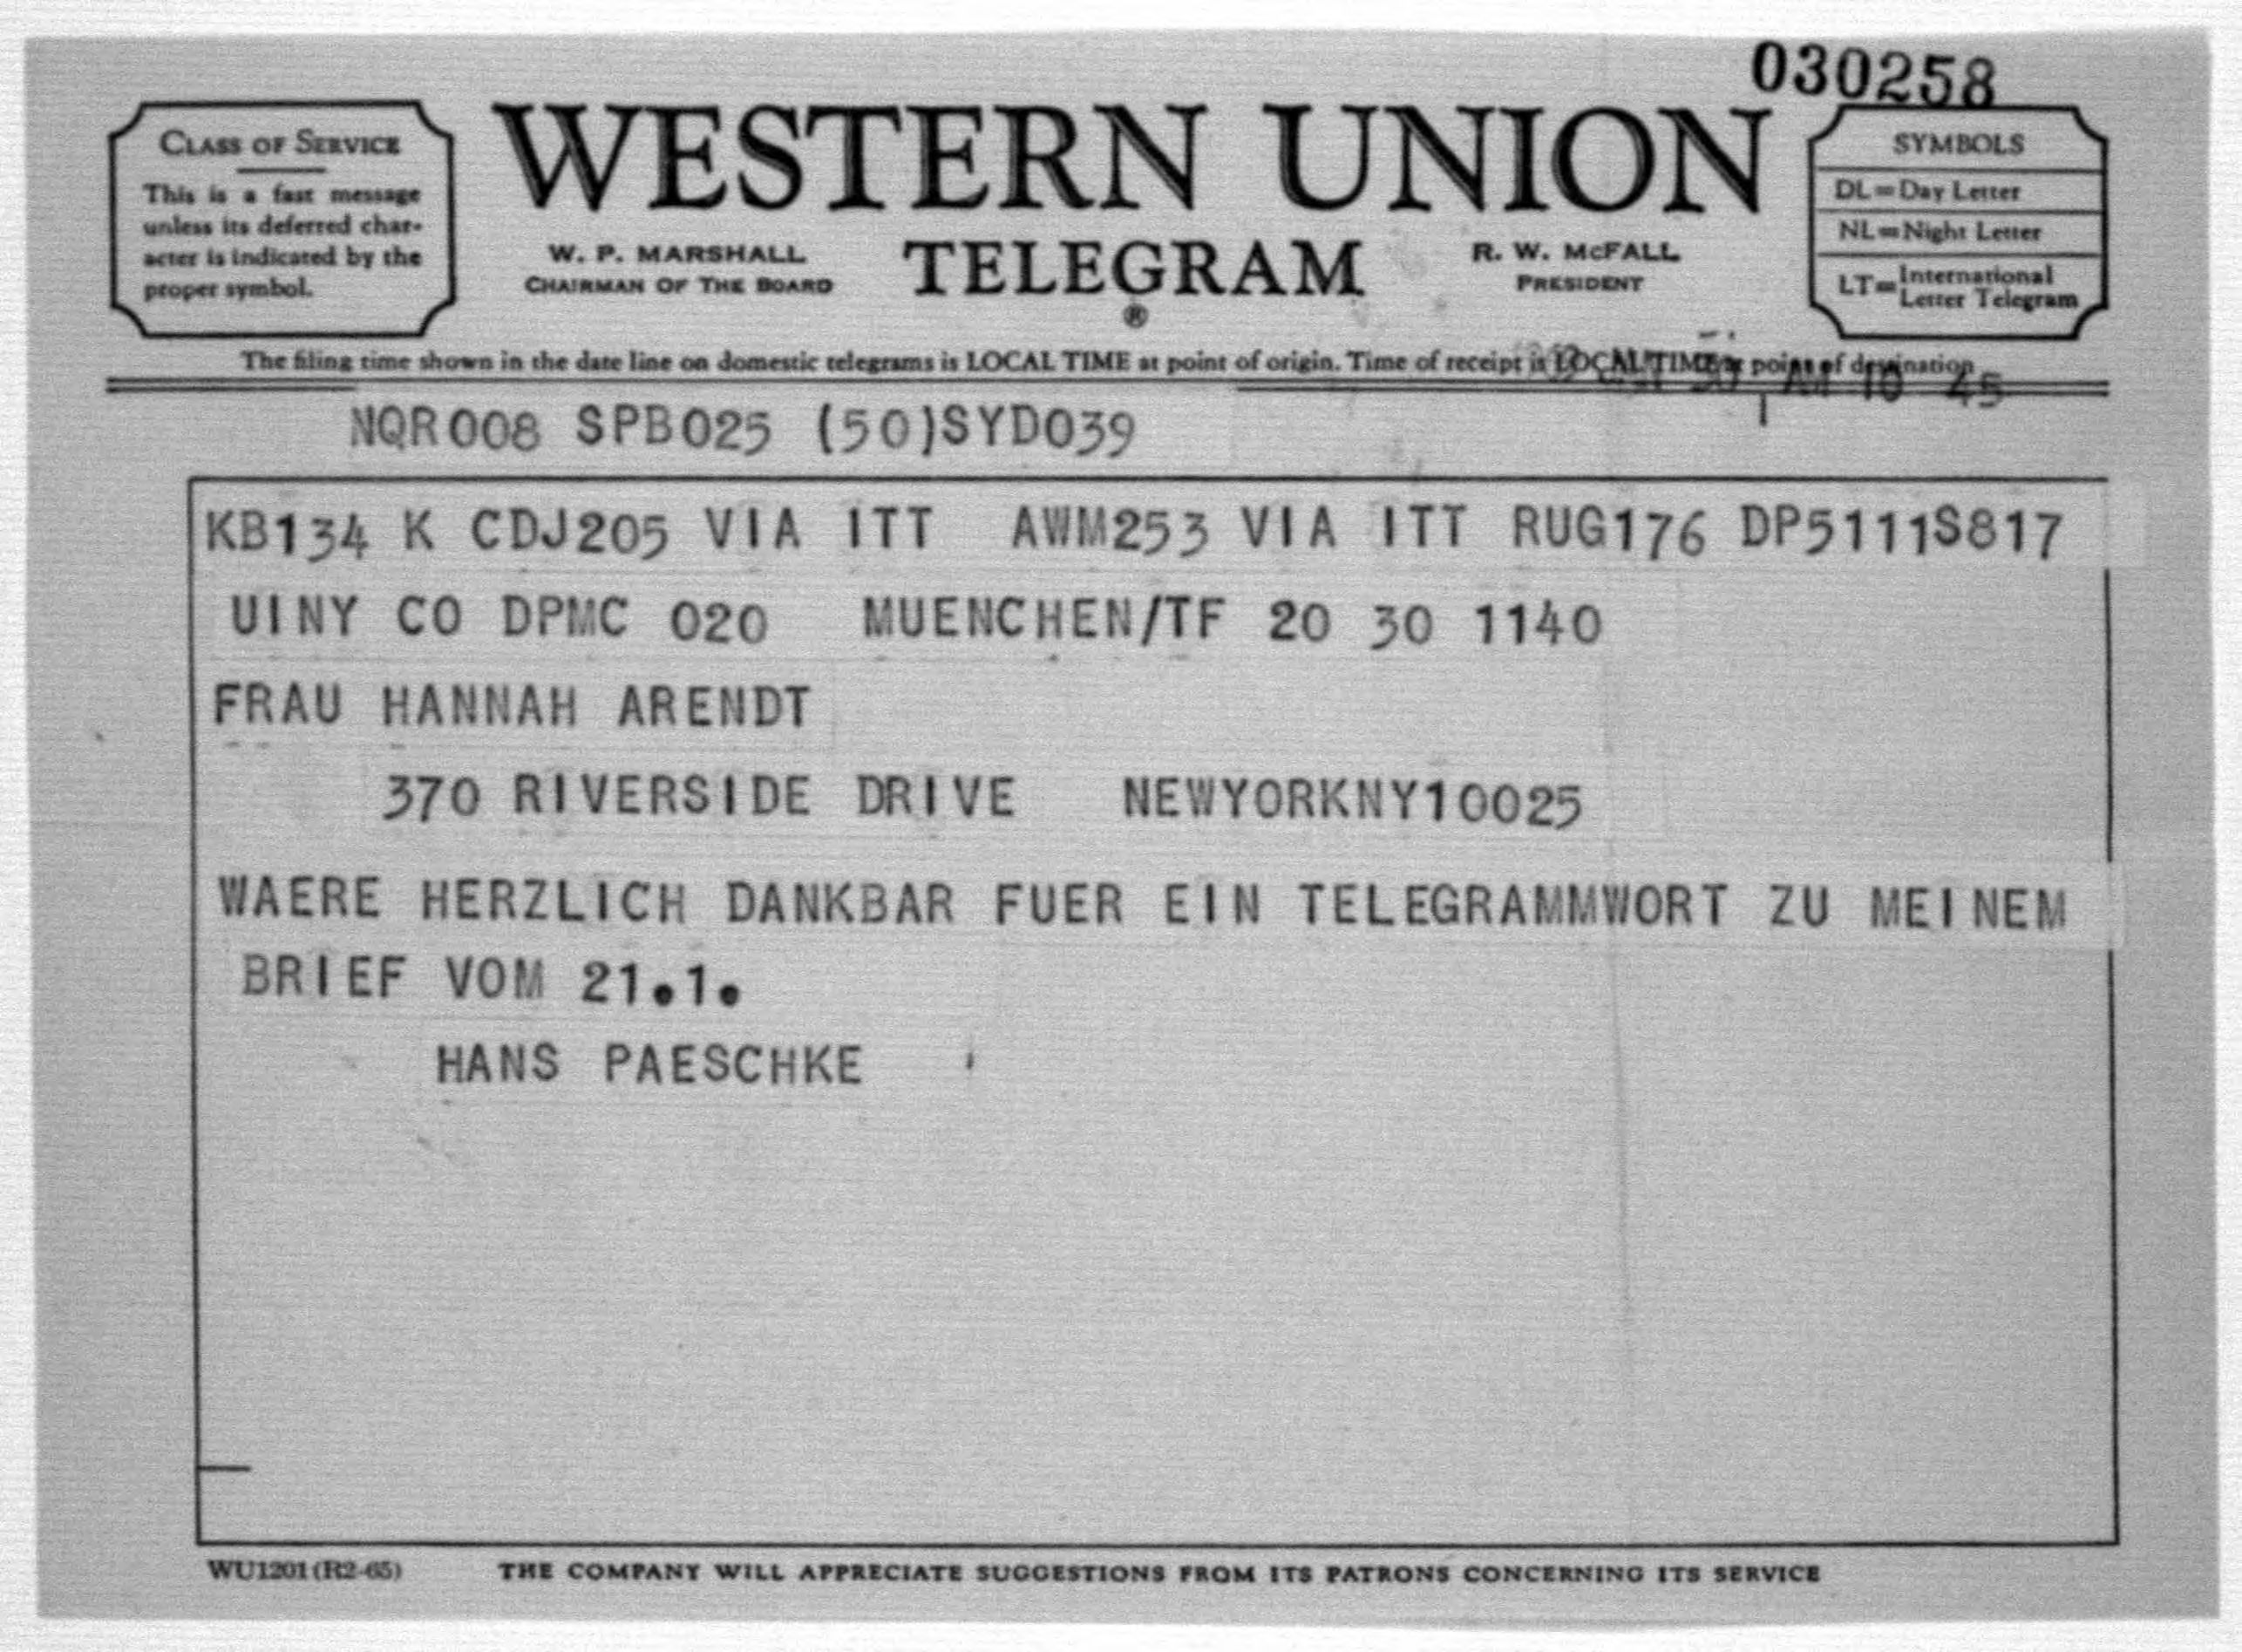 030258
CLASS OF SERVICE
This is a fast message
unless its deferred char-
acter is indicated by the
proper symbol.
WESTERN UNION
TELEGRAM
®
W. P. MARSHALL
CHAIRMAN OF THE BOARD
R. W. McFALL
PRESIDENT
SYMBOLS
DL=Day Letter
NL=Night Letter
LT=International
Letter Telegram
The filing time shown in the date line on domestic telegrams is LOCAL TIME at point of origin. Time of receipt is LOCAL TIME at point of destination
NQR008 SPB025 (50)SYD039
KB134 K CDJ205 VIA ITT AWM253 VIA ITT RUG176 DP5111S817
UINY CO DPMC 020 MUENCHEN/TF 20 30 1140
FRAU HANNAH ARENDT
370 RIVERSIDE DRIVE NEWYORKNY10025
WAERE HERZLICH DANKBAR FUER EIN TELEGRAMMWORT ZU MEINEM
BRIEF VOM 21.1.
HANS PAESCHKE
WU1201 (R2-65)
THE COMPANY WILL APPRECIATE SUGGESTIONS FROM ITS PATRONS CONCERNING ITS SERVICE